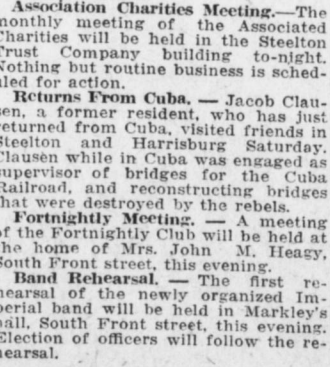 Association Charities Meeting.—The
monthly meeting of the Associated
Charities will be held in the Steelton
Trust Company building to-night.
Nothing but routine business is sched-
uled for action.
Returns From Cuba. — Jacob Clau-
sen, a former resident, who has just
returned from Cuba, visited friends in
Steelton and Harrisburg Saturday.
Clausen while in Cuba was engaged as
supervisor of bridges for the Cuba
Railroad, and reconstructing bridges
that were destroyed by the rebels.
Fortnightly Meeting. — A meeting
of the Fortnightly Club will be held at
the home of Mrs. John M. Heagy,
South Front street, this evening.
Band Rehearsal. — The first re-
hearsal of the newly organized Im-
perial band will be held in Markley's
hall, South Front street, this evening.
Election of officers will follow the re-
hearsal.